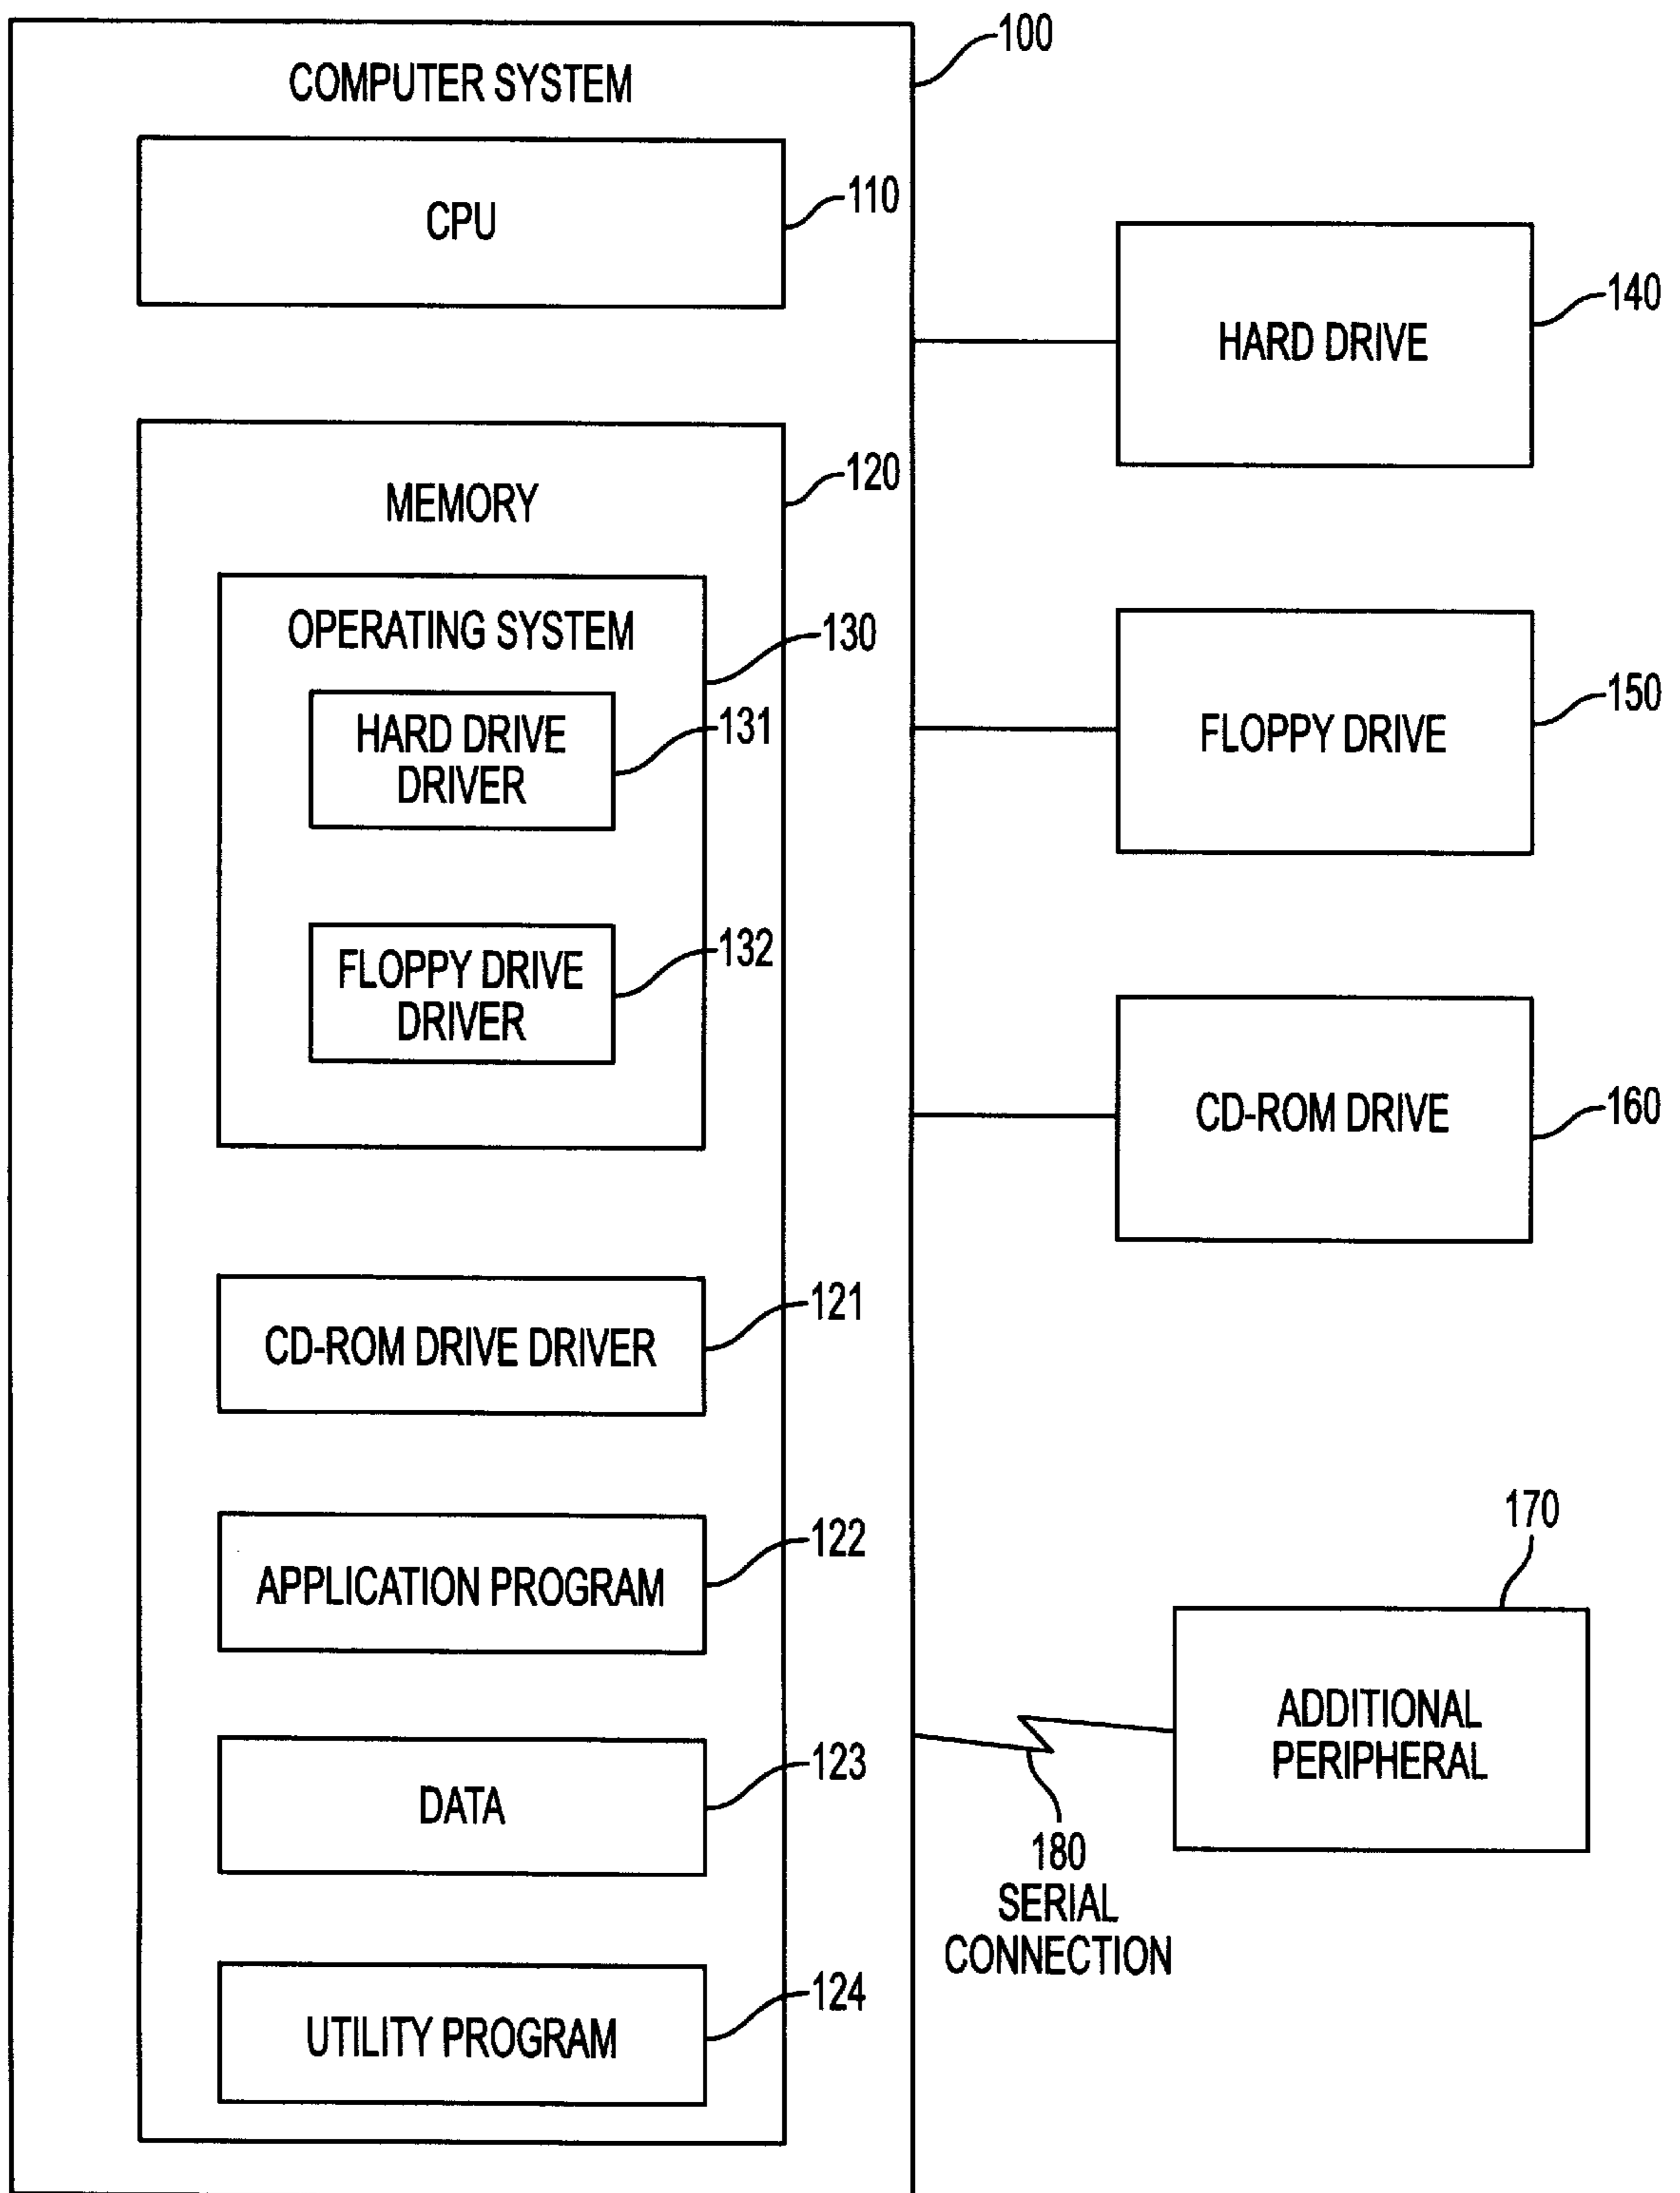 COMPUTER SYSTEM
100
CPU
110
MEMORY
120
OPERATING SYSTEM
130
HARD DRIVE
DRIVER
131
FLOPPY DRIVE
DRIVER
132
CD-ROM DRIVE DRIVER
121
APPLICATION PROGRAM
122
DATA
123
UTILITY PROGRAM
124
HARD DRIVE
140
FLOPPY DRIVE
150
CD-ROM DRIVE
160
170
ADDITIONAL
PERIPHERAL
180
SERIAL
CONNECTION